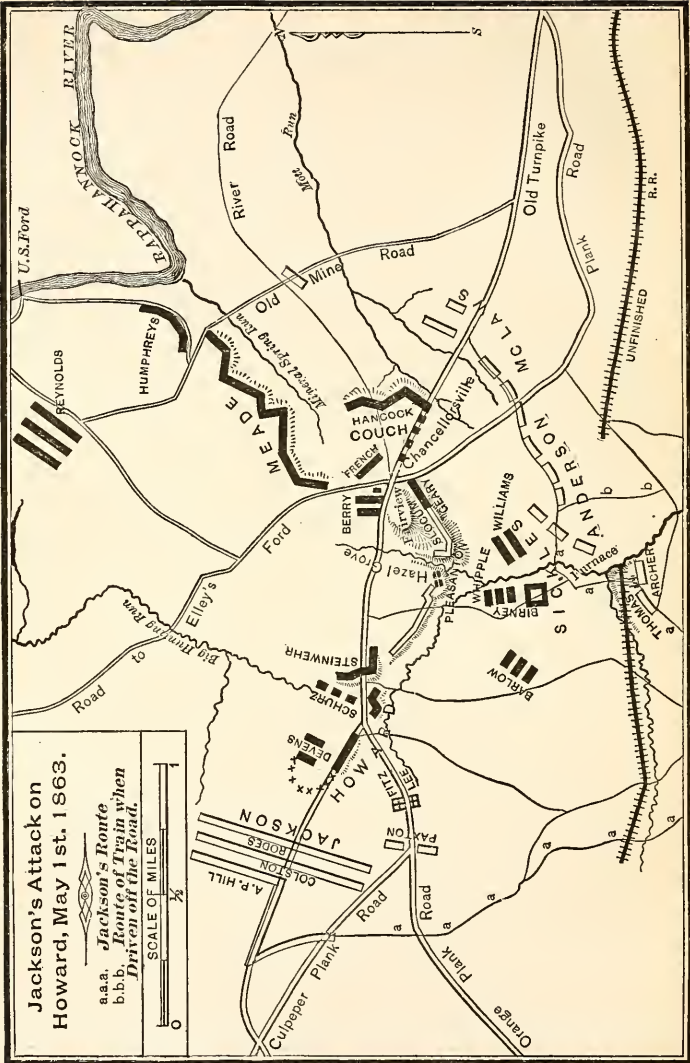 Jackson's Attack on
Howard, May 1st. 1863.
a.a.a. Jackson's Route
b.b.b. Route of Train when
Driven off the Road.
SCALE OF MILES
0 ½ 1
U.S. Ford
RAPPAHANNOCK RIVER
N
S
REYNOLDS
HUMPHREYS
MEADE
Mineral Spring Run
Old Mine Road
River Road
Mott Run
Old Turnpike
Plank Road
UNFINISHED R.R.
HANCOCK
COUCH
FRENCH
Chancellorsville
MCLAWS
ANDERSON
BERRY
Fairview
SLOCUM
GEARY
Hazel Grove
PLEASANTON
WILLIAMS
WHIPPLE
BIRNEY
SICKLES
Furnace
THOMAS
ARCHER
BARLOW
Road to Elley's Ford
Big Hunting Run
STEINWEHR
SCHURZ
DEVENS
HOWARD
FITZ LEE
PAXTON
JACKSON
RODES
COLSTON
A.P. HILL
Culpeper Plank Road
Orange Plank Road
a
a
a
a
a
a
a
a
b
b